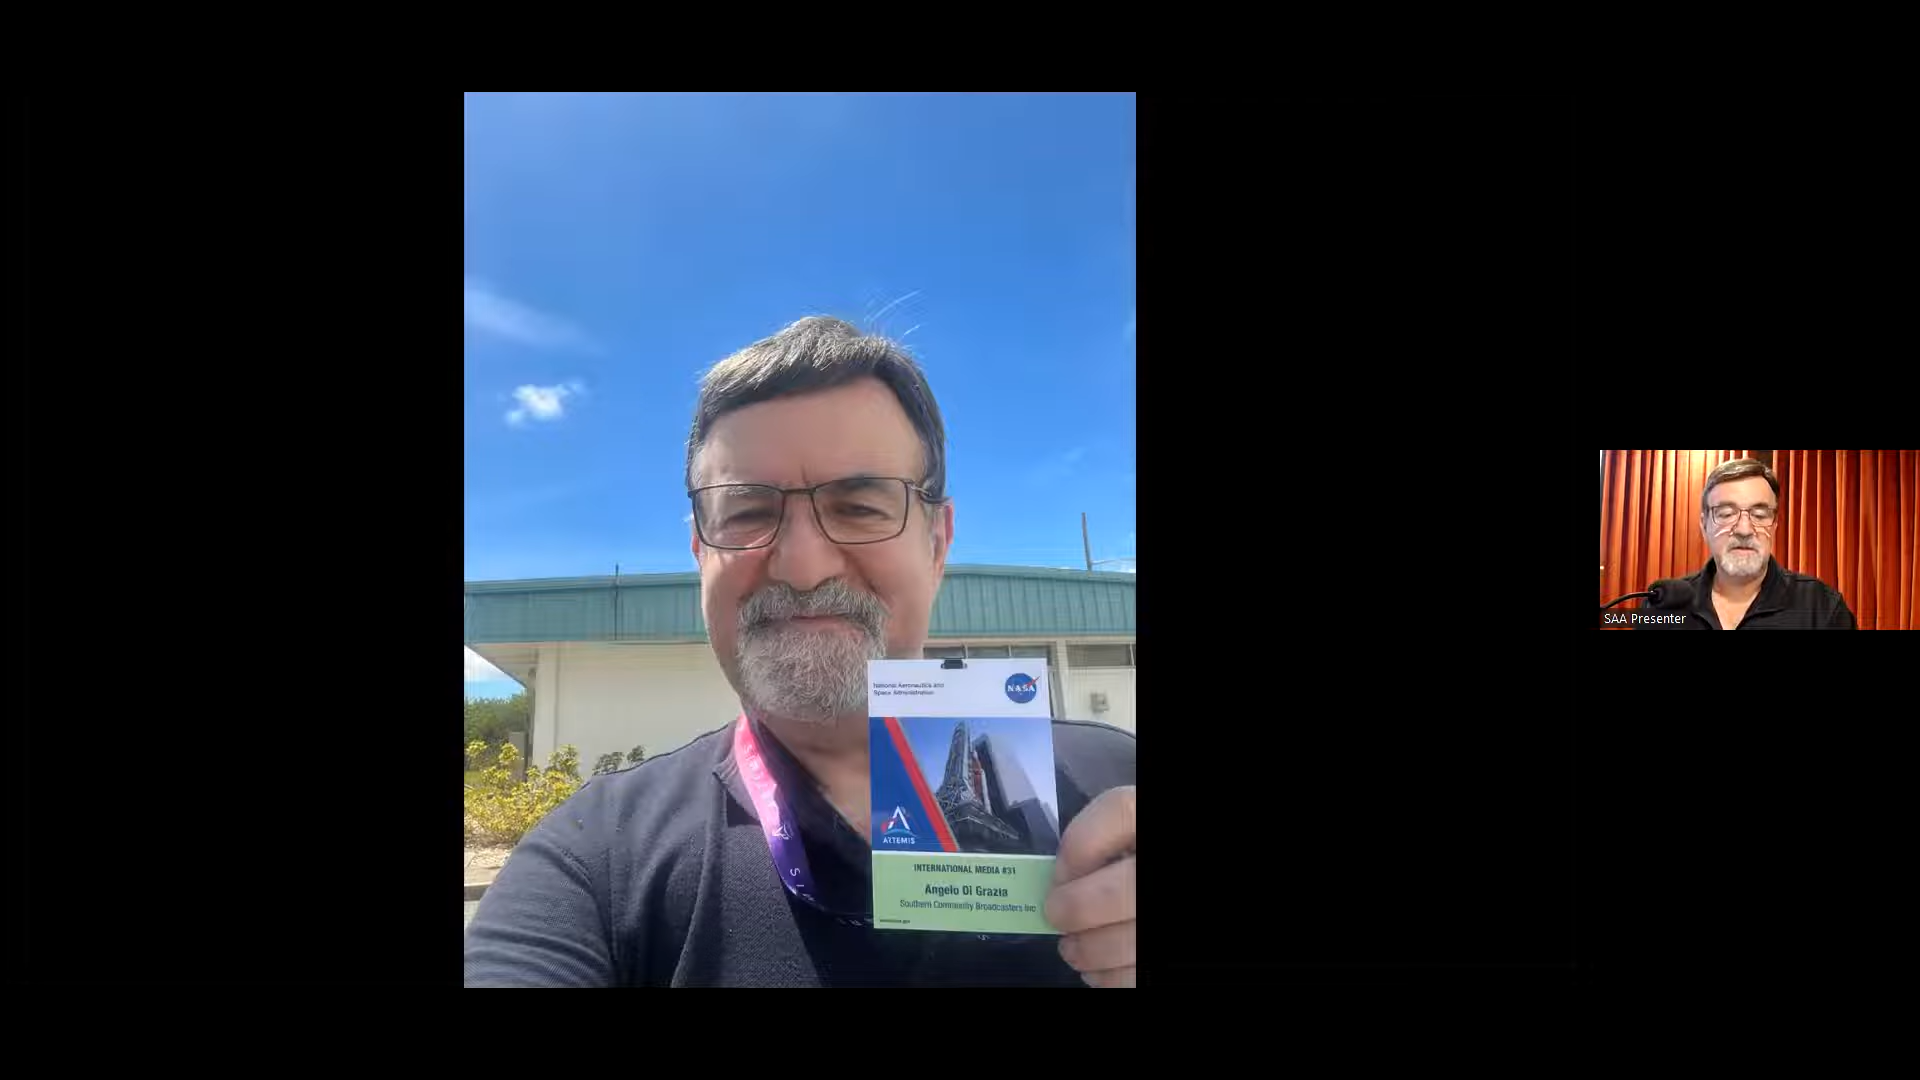 National Aeronautics and
Space Administration
NASA
ARTEMIS
INTERNATIONAL MEDIA #31
Angelo Di Grazia
Southern Community Broadcasters Inc
SAA Presenter